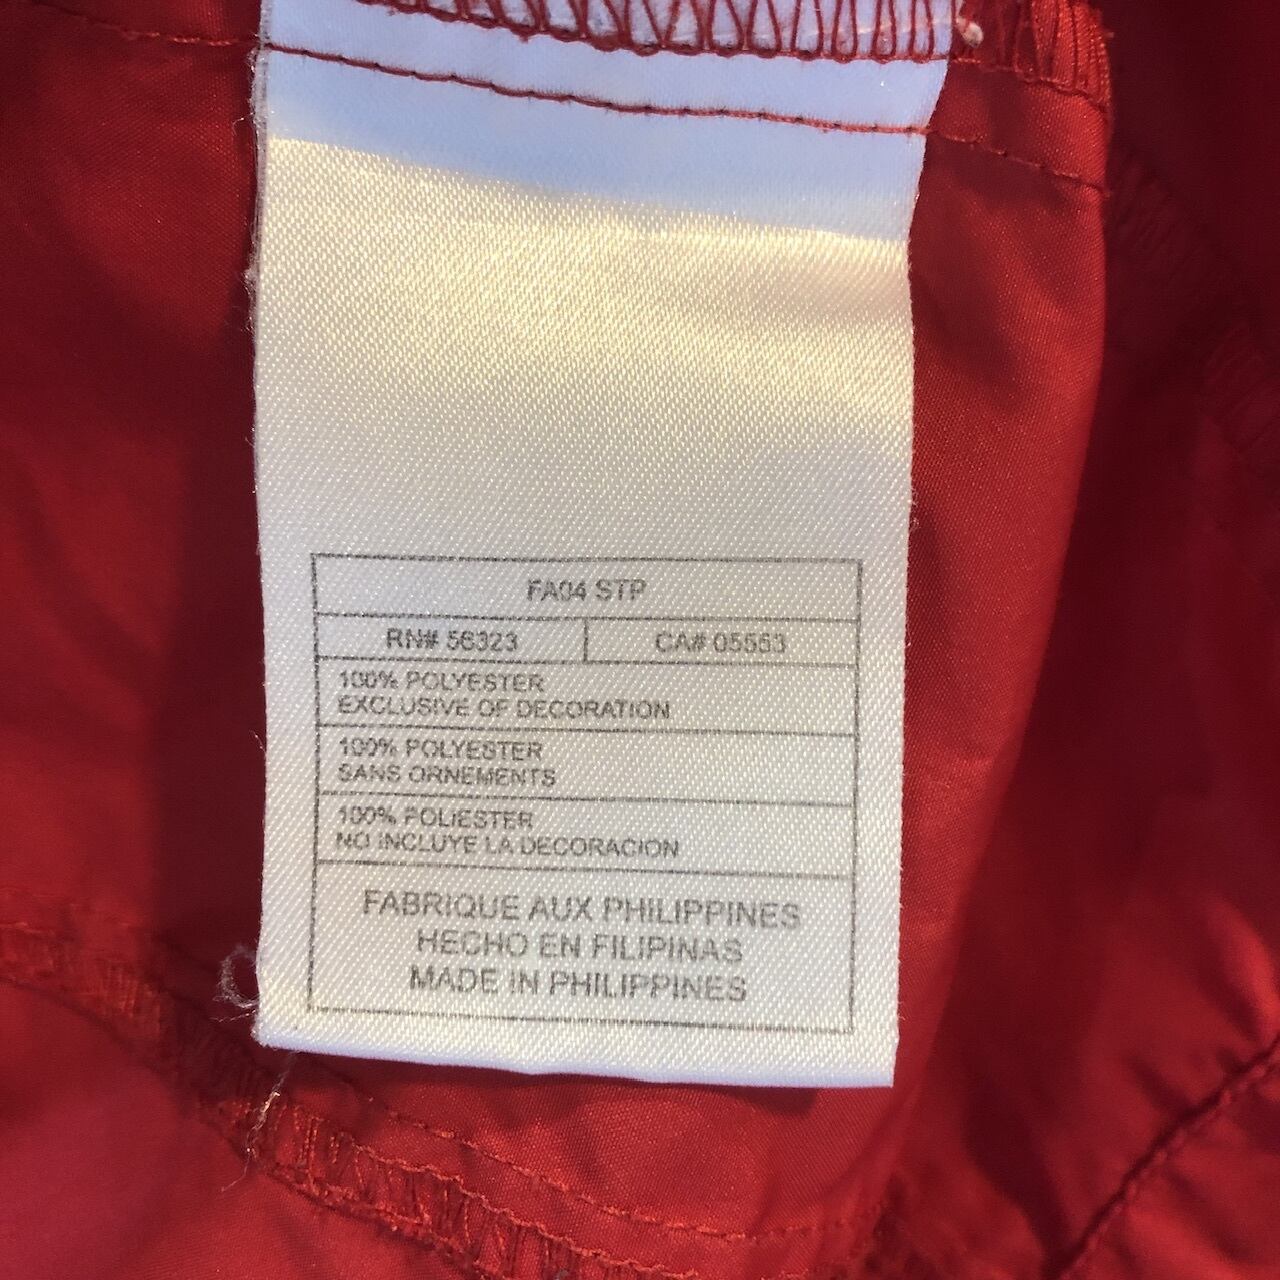 FA04 STP
RN# 56323 CA# 05553
100% POLYESTER
EXCLUSIVE OF DECORATION
100% POLYESTER
SANS ORNEMENTS
100% POLIESTER
NO INCLUYE LA DECORACION
FABRIQUE AUX PHILIPPINES
HECHO EN FILIPINAS
MADE IN PHILIPPINES